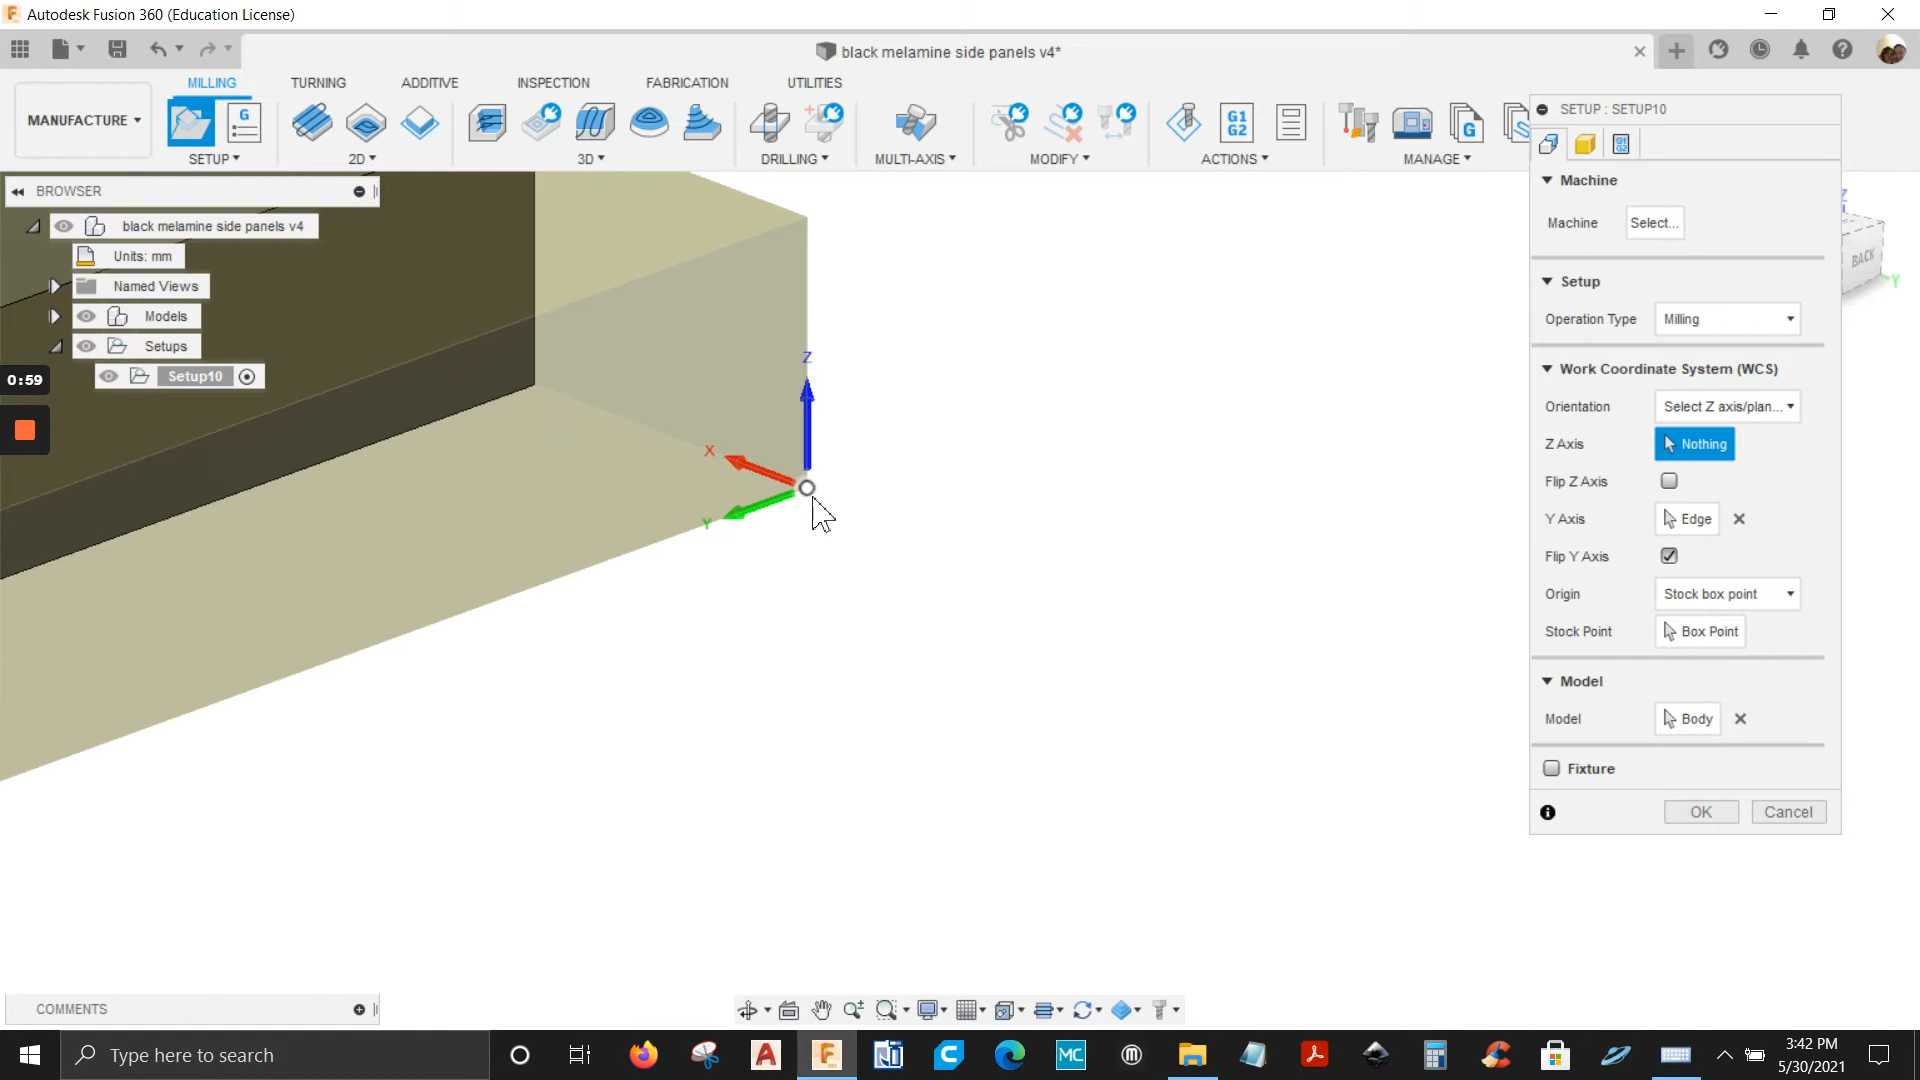 Autodesk Fusion 360 (Education License)
black melamine side panels v4*
MILLING TURNING ADDITIVE INSPECTION FABRICATION UTILITIES
MANUFACTURE
G
G1
G2
G
SETUP 2D 3D DRILLING MULTI-AXIS MODIFY ACTIONS MANAGE
BROWSER
black melamine side panels v4
Units: mm
Named Views
Models
Setups
Setup10
0:59
Z
X
Y
SETUP : SETUP10
Machine
Machine Select...
Setup
Operation Type Milling
Work Coordinate System (WCS)
Orientation Select Z axis/plan...
Z Axis Nothing
Flip Z Axis
Y Axis Edge
Flip Y Axis
Origin Stock box point
Stock Point Box Point
Model
Model Body
Fixture
OK Cancel
Z
BACK
Y
COMMENTS
Type here to search
MC
3:42 PM
5/30/2021